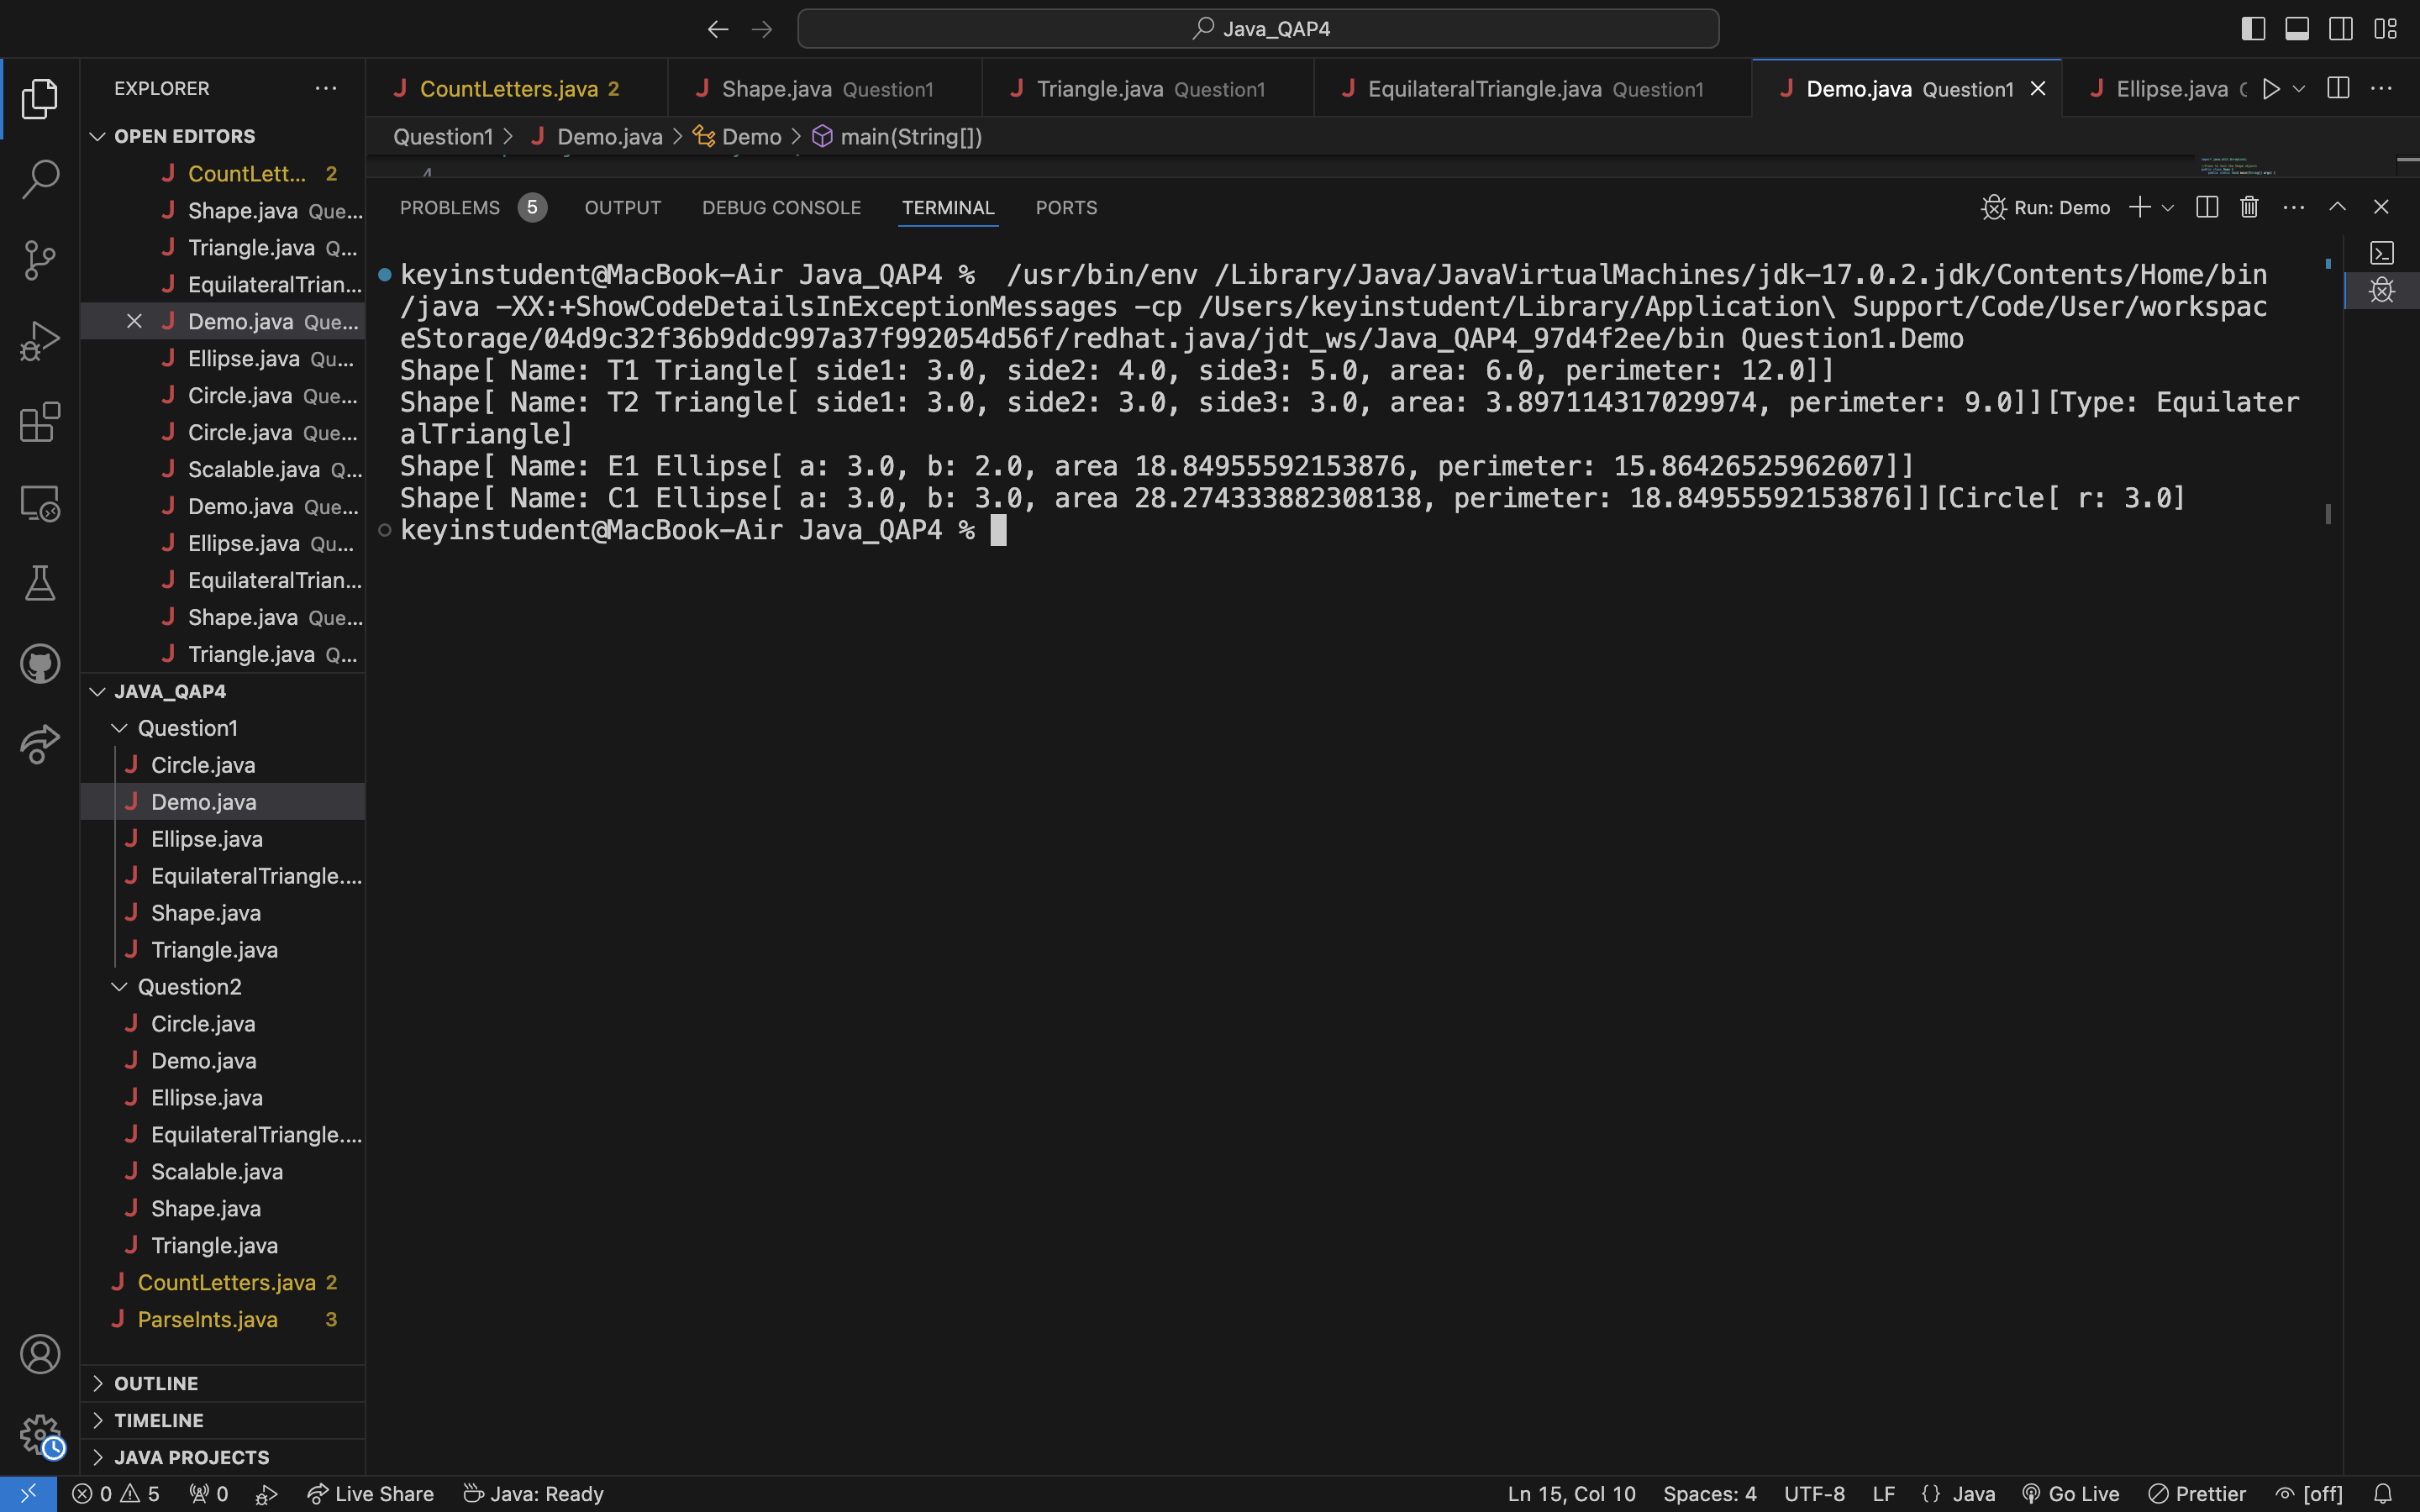 Java_QAP4
EXPLORER
CountLetters.java 2
Shape.java Question1
Triangle.java Question1
EquilateralTriangle.java Question1
Demo.java Question1
Ellipse.java
Question1 > Demo.java > Demo > main(String[])
4
OPEN EDITORS
CountLett... 2
Shape.java Que...
Triangle.java Q...
EquilateralTrian...
Demo.java Que...
Ellipse.java Qu...
Circle.java Que...
Circle.java Que...
Scalable.java Q...
Demo.java Que...
Ellipse.java Qu...
EquilateralTrian...
Shape.java Que...
Triangle.java Q...
JAVA_QAP4
Question1
Circle.java
Demo.java
Ellipse.java
EquilateralTriangle....
Shape.java
Triangle.java
Question2
Circle.java
Demo.java
Ellipse.java
EquilateralTriangle....
Scalable.java
Shape.java
Triangle.java
CountLetters.java 2
ParseInts.java 3
OUTLINE
TIMELINE
JAVA PROJECTS
PROBLEMS 5 OUTPUT DEBUG CONSOLE TERMINAL PORTS
Run: Demo
keyinstudent@MacBook-Air Java_QAP4 %  /usr/bin/env /Library/Java/JavaVirtualMachines/jdk-17.0.2.jdk/Contents/Home/bin
/java -XX:+ShowCodeDetailsInExceptionMessages -cp /Users/keyinstudent/Library/Application\ Support/Code/User/workspac
eStorage/04d9c32f36b9ddc997a37f992054d56f/redhat.java/jdt_ws/Java_QAP4_97d4f2ee/bin Question1.Demo
Shape[ Name: T1 Triangle[ side1: 3.0, side2: 4.0, side3: 5.0, area: 6.0, perimeter: 12.0]]
Shape[ Name: T2 Triangle[ side1: 3.0, side2: 3.0, side3: 3.0, area: 3.897114317029974, perimeter: 9.0]][Type: Equilater
alTriangle]
Shape[ Name: E1 Ellipse[ a: 3.0, b: 2.0, area 18.84955592153876, perimeter: 15.86426525962607]]
Shape[ Name: C1 Ellipse[ a: 3.0, b: 3.0, area 28.274333882308138, perimeter: 18.84955592153876]][Circle[ r: 3.0]
keyinstudent@MacBook-Air Java_QAP4 %
0 5 0 Live Share Java: Ready
Ln 15, Col 10 Spaces: 4 UTF-8 LF {} Java Go Live Prettier [off]